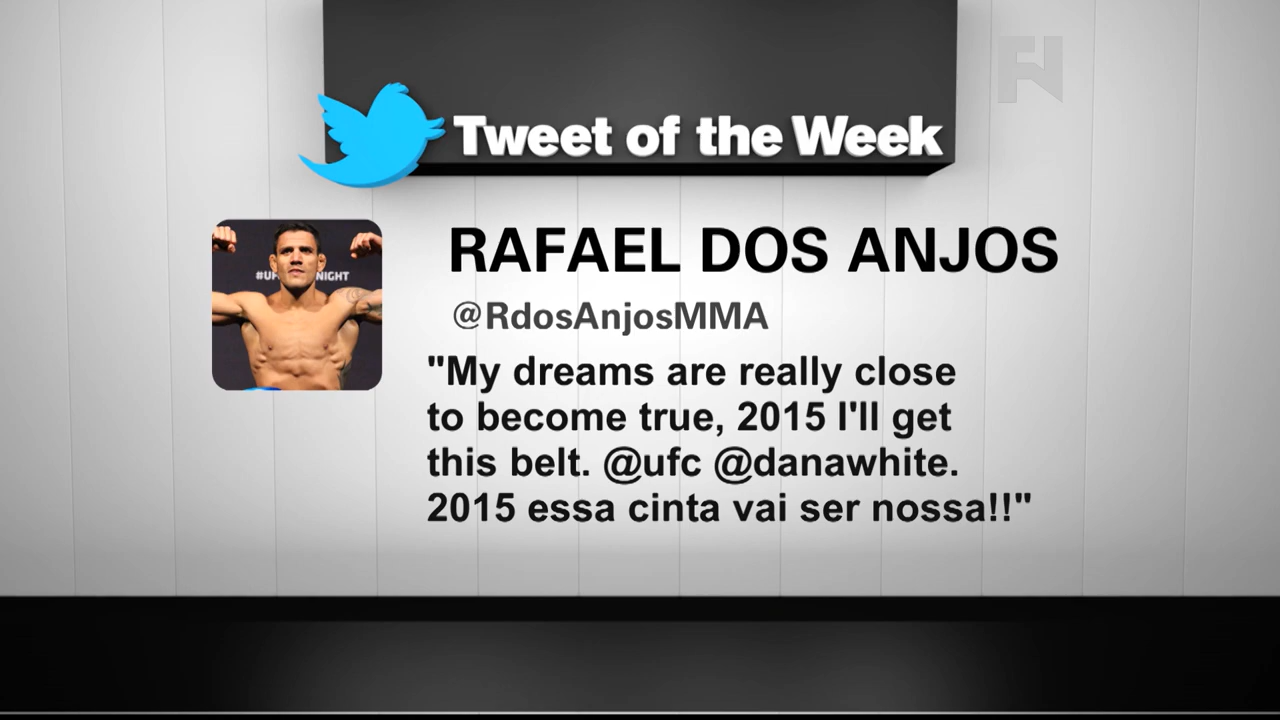 Tweet of the Week
RAFAEL DOS ANJOS
@RdosAnjosMMA
"My dreams are really close
to become true, 2015 I'll get
this belt. @ufc @danawhite.
2015 essa cinta vai ser nossa!!"